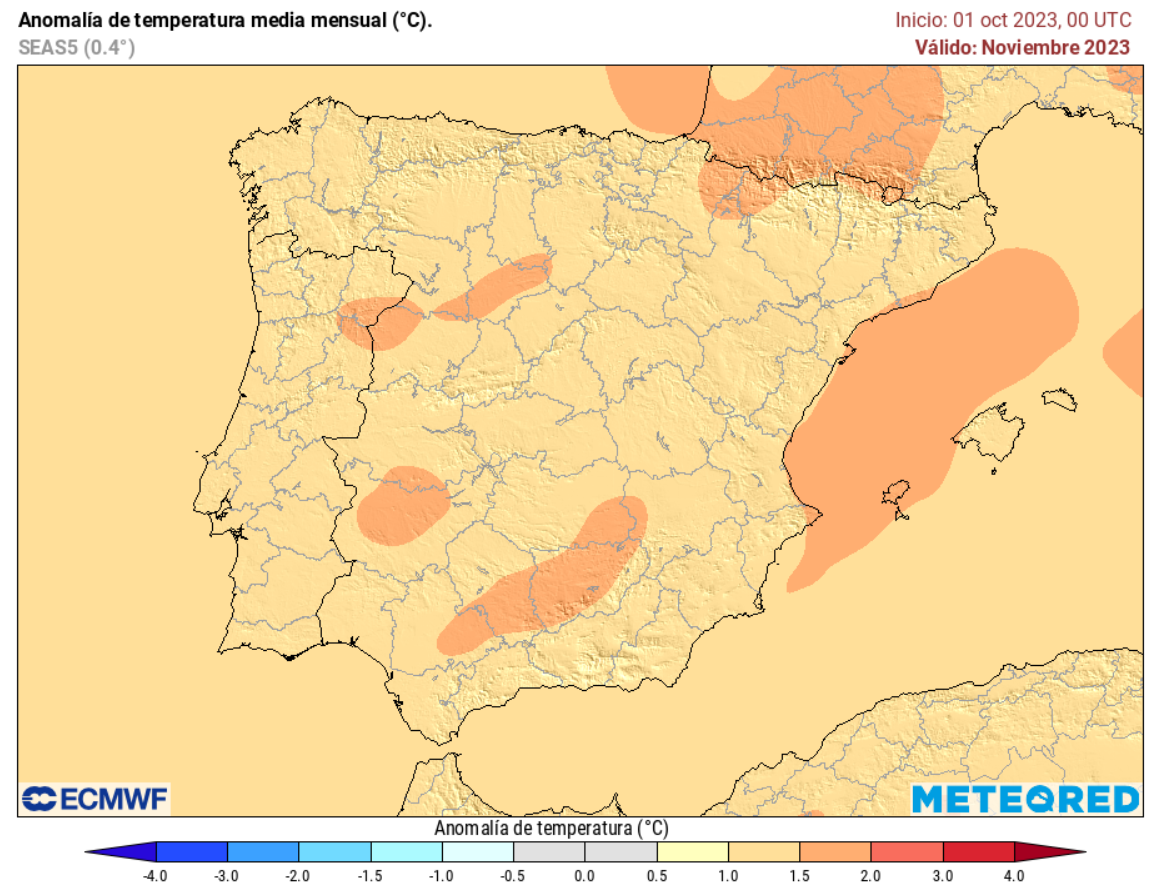 Anomalía de temperatura media mensual (°C).
Inicio: 01 oct 2023, 00 UTC
SEAS5 (0.4°)
Válido: Noviembre 2023
ECMWF
METEORED
Anomalía de temperatura (°C)
-4.0 -3.0 -2.0 -1.5 -1.0 -0.5 0.0 0.5 1.0 1.5 2.0 3.0 4.0